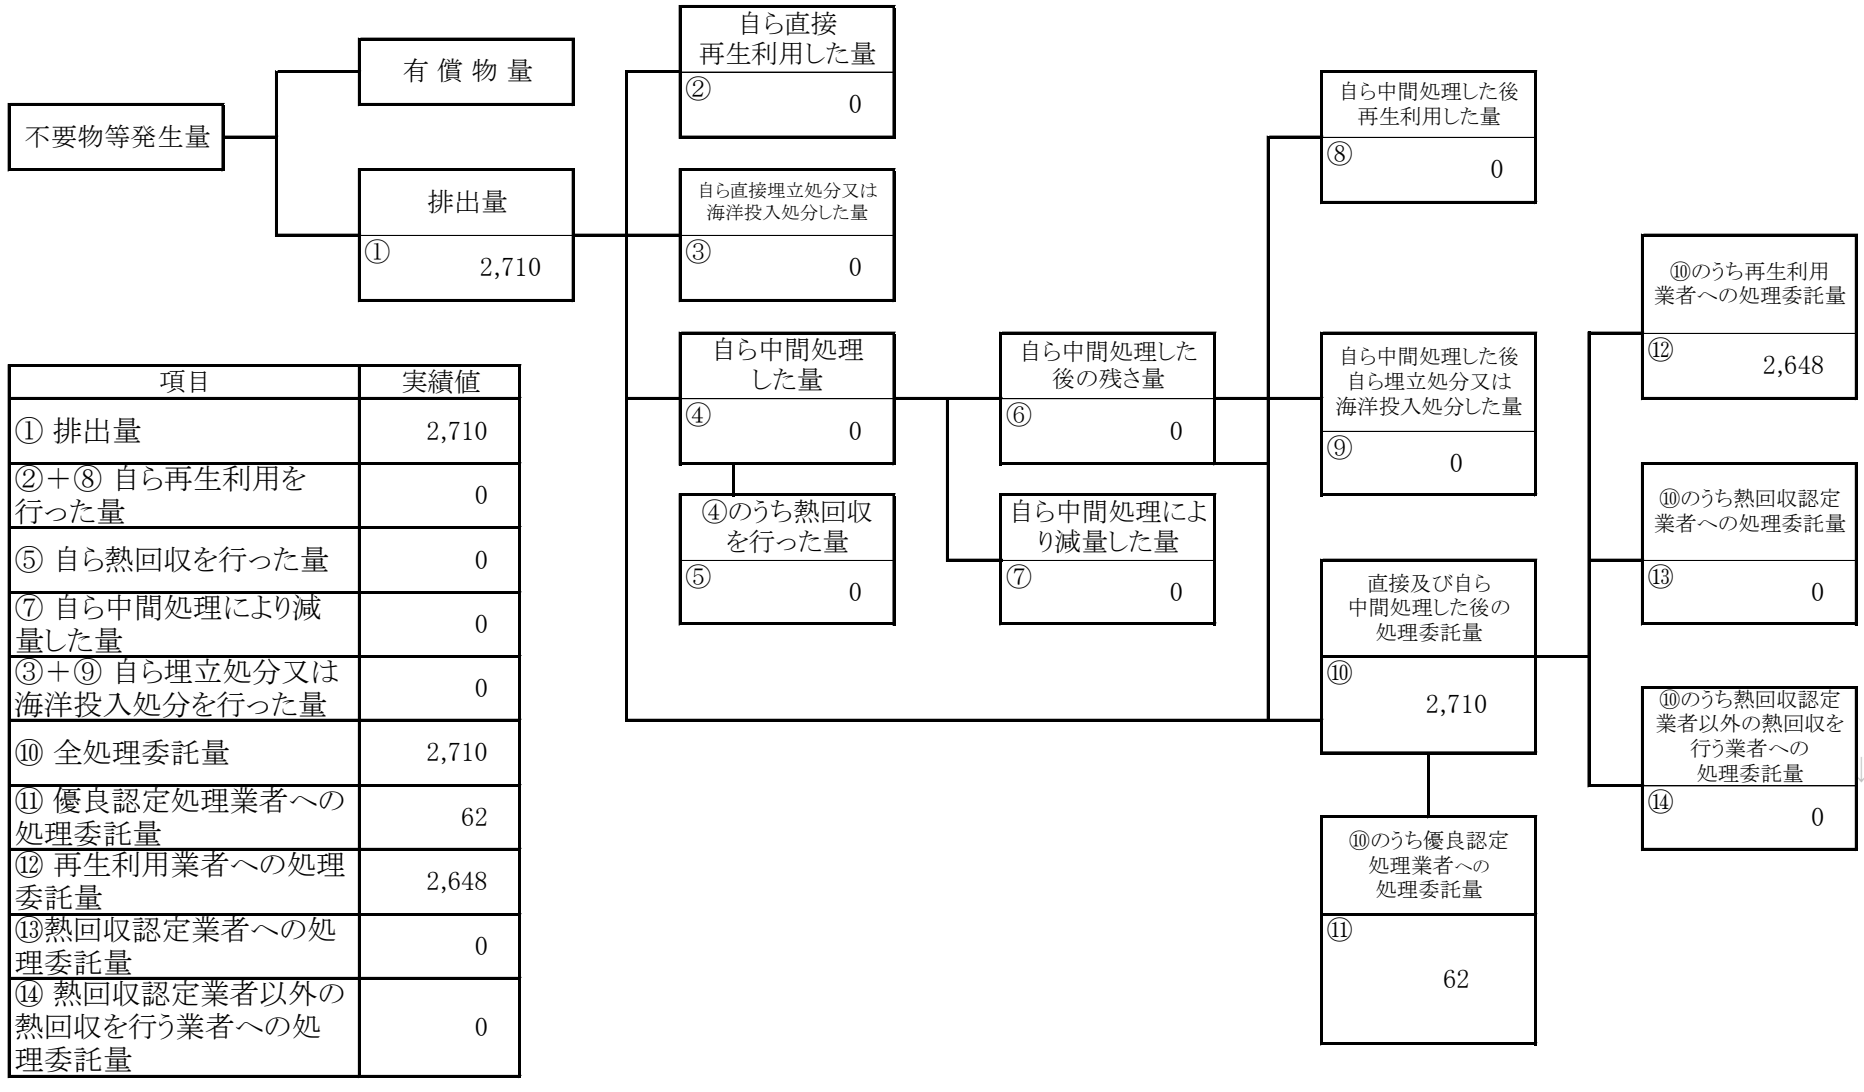 不要物等発生量
有 償 物 量
排出量
①
2,710
自ら直接
再生利用した量
②
0
自ら直接埋立処分又は
海洋投入処分した量
③
0
自ら中間処理
した量
④
0
④のうち熱回収
を行った量
⑤
0
自ら中間処理した
後の残さ量
⑥
0
自ら中間処理によ
り減量した量
⑦
0
自ら中間処理した後
再生利用した量
⑧
0
自ら中間処理した後
自ら埋立処分又は
海洋投入処分した量
⑨
0
直接及び自ら
中間処理した後の
処理委託量
⑩
2,710
⑩のうち優良認定
処理業者への
処理委託量
⑪
62
⑩のうち再生利用
業者への処理委託量
⑫
2,648
⑩のうち熱回収認定
業者への処理委託量
⑬
0
⑩のうち熱回収認定
業者以外の熱回収を
行う業者への
処理委託量
⑭
0
↓
項目 実績値
① 排出量 2,710
②＋⑧ 自ら再生利用を
行った量 0
⑤ 自ら熱回収を行った量 0
⑦ 自ら中間処理により減
量した量 0
③＋⑨ 自ら埋立処分又は
海洋投入処分を行った量 0
⑩ 全処理委託量 2,710
⑪ 優良認定処理業者への
処理委託量 62
⑫ 再生利用業者への処理
委託量 2,648
⑬熱回収認定業者への処
理委託量 0
⑭ 熱回収認定業者以外の
熱回収を行う業者への処
理委託量 0